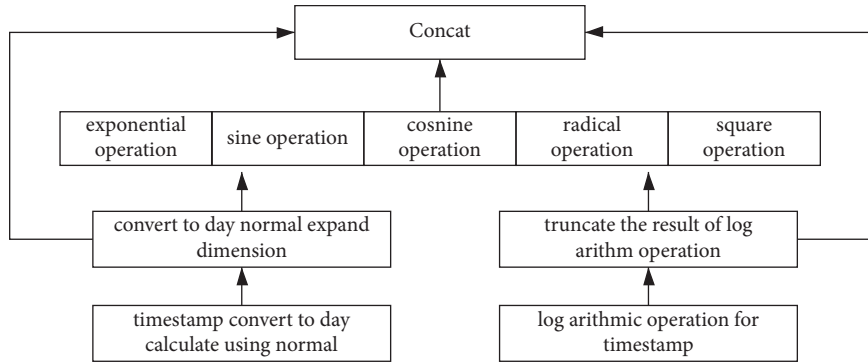 Concat
exponential
operation
sine operation
cosnine
operation
radical
operation
square
operation
convert to day normal expand
dimension
truncate the result of log
arithm operation
timestamp convert to day
calculate using normal
log arithmic operation for
timestamp